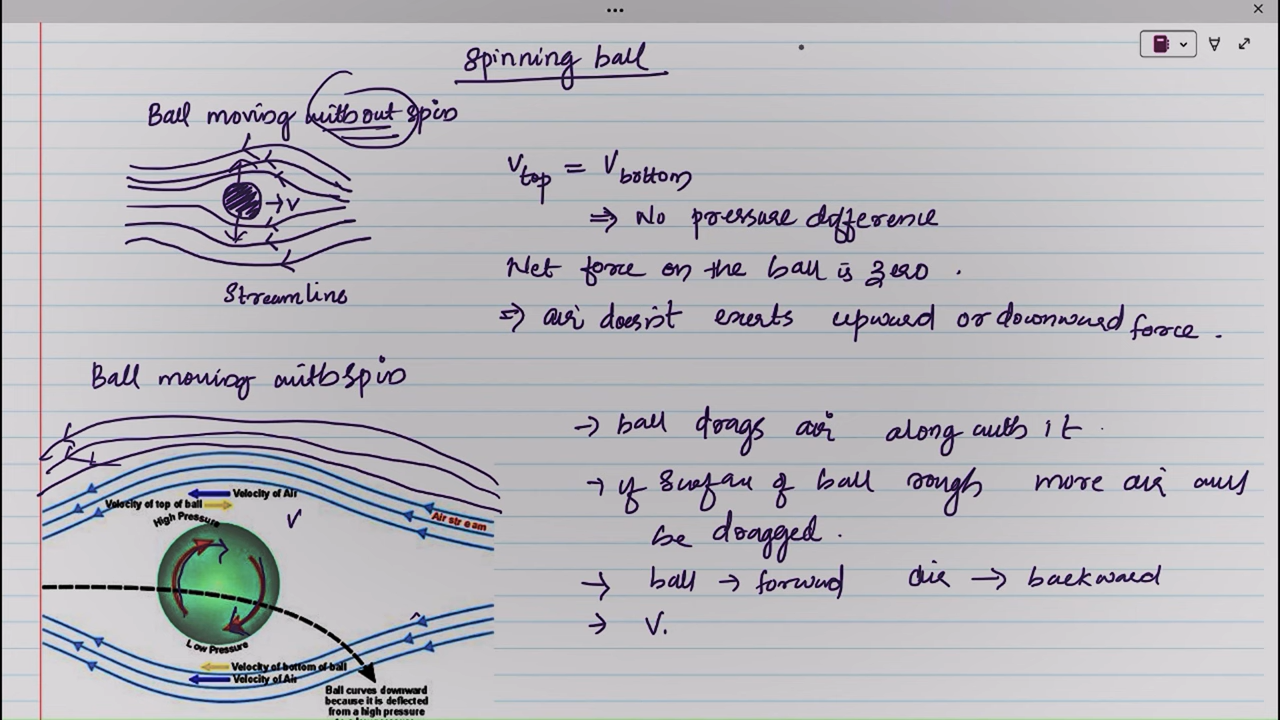 Spinning ball
Ball moving without spin
→ V
Streamline
V top = V bottom
⇒ No pressure difference
Net force on the ball is zero.
⇒ air doesn't exerts upward or downward force.
Ball moving with spin
Velocity of Air
Velocity of top of ball
High Pressure
V
Air stream
Low Pressure
Velocity of bottom of ball
Velocity of Air
Ball curves downward
because it is deflected
from a high pressure
→ ball drags air along with it.
→ if surface of ball rough more air will
be dragged.
→ ball → forward air → backward
→ V.